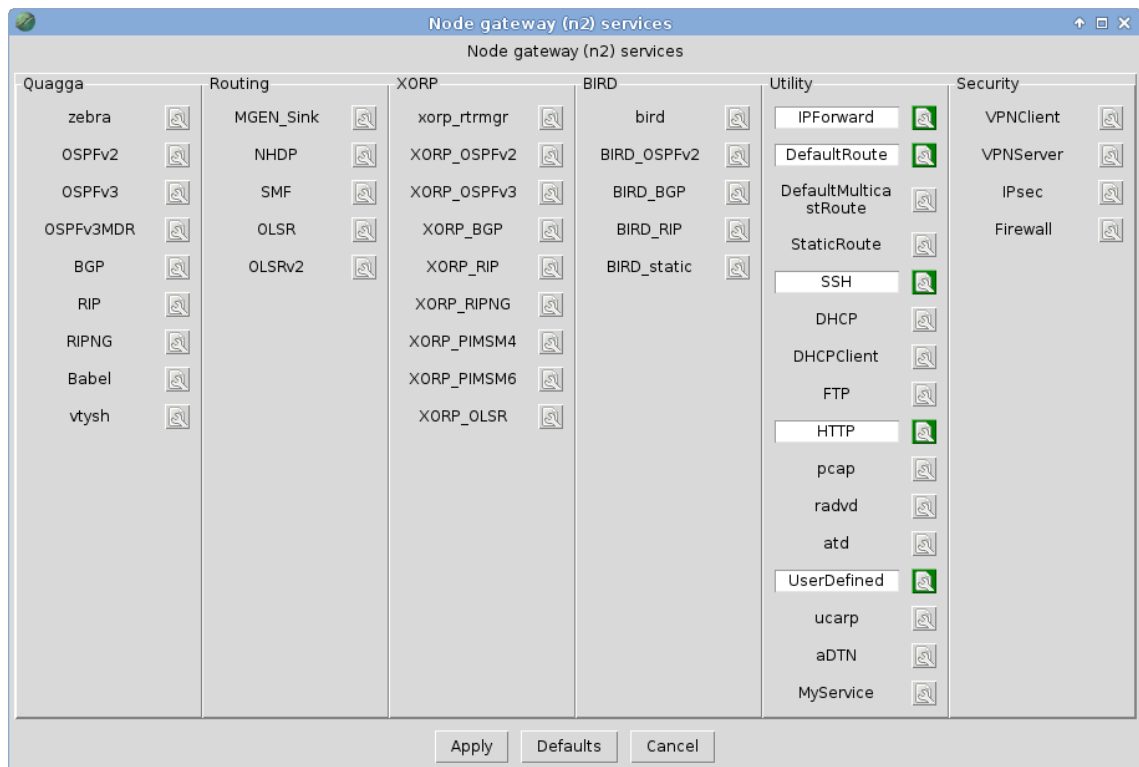 Node gateway (n2) services
Node gateway (n2) services
Quagga
zebra
OSPFv2
OSPFv3
OSPFv3MDR
BGP
RIP
RIPNG
Babel
vtysh
Routing
MGEN_Sink
NHDP
SMF
OLSR
OLSRv2
XORP
xorp_rtrmgr
XORP_OSPFv2
XORP_OSPFv3
XORP_BGP
XORP_RIP
XORP_RIPNG
XORP_PIMSM4
XORP_PIMSM6
XORP_OLSR
BIRD
bird
BIRD_OSPFv2
BIRD_BGP
BIRD_RIP
BIRD_static
Utility
IPForward
DefaultRoute
DefaultMultica
stRoute
StaticRoute
SSH
DHCP
DHCPClient
FTP
HTTP
pcap
radvd
atd
UserDefined
ucarp
aDTN
MyService
Security
VPNClient
VPNServer
IPsec
Firewall
Apply
Defaults
Cancel